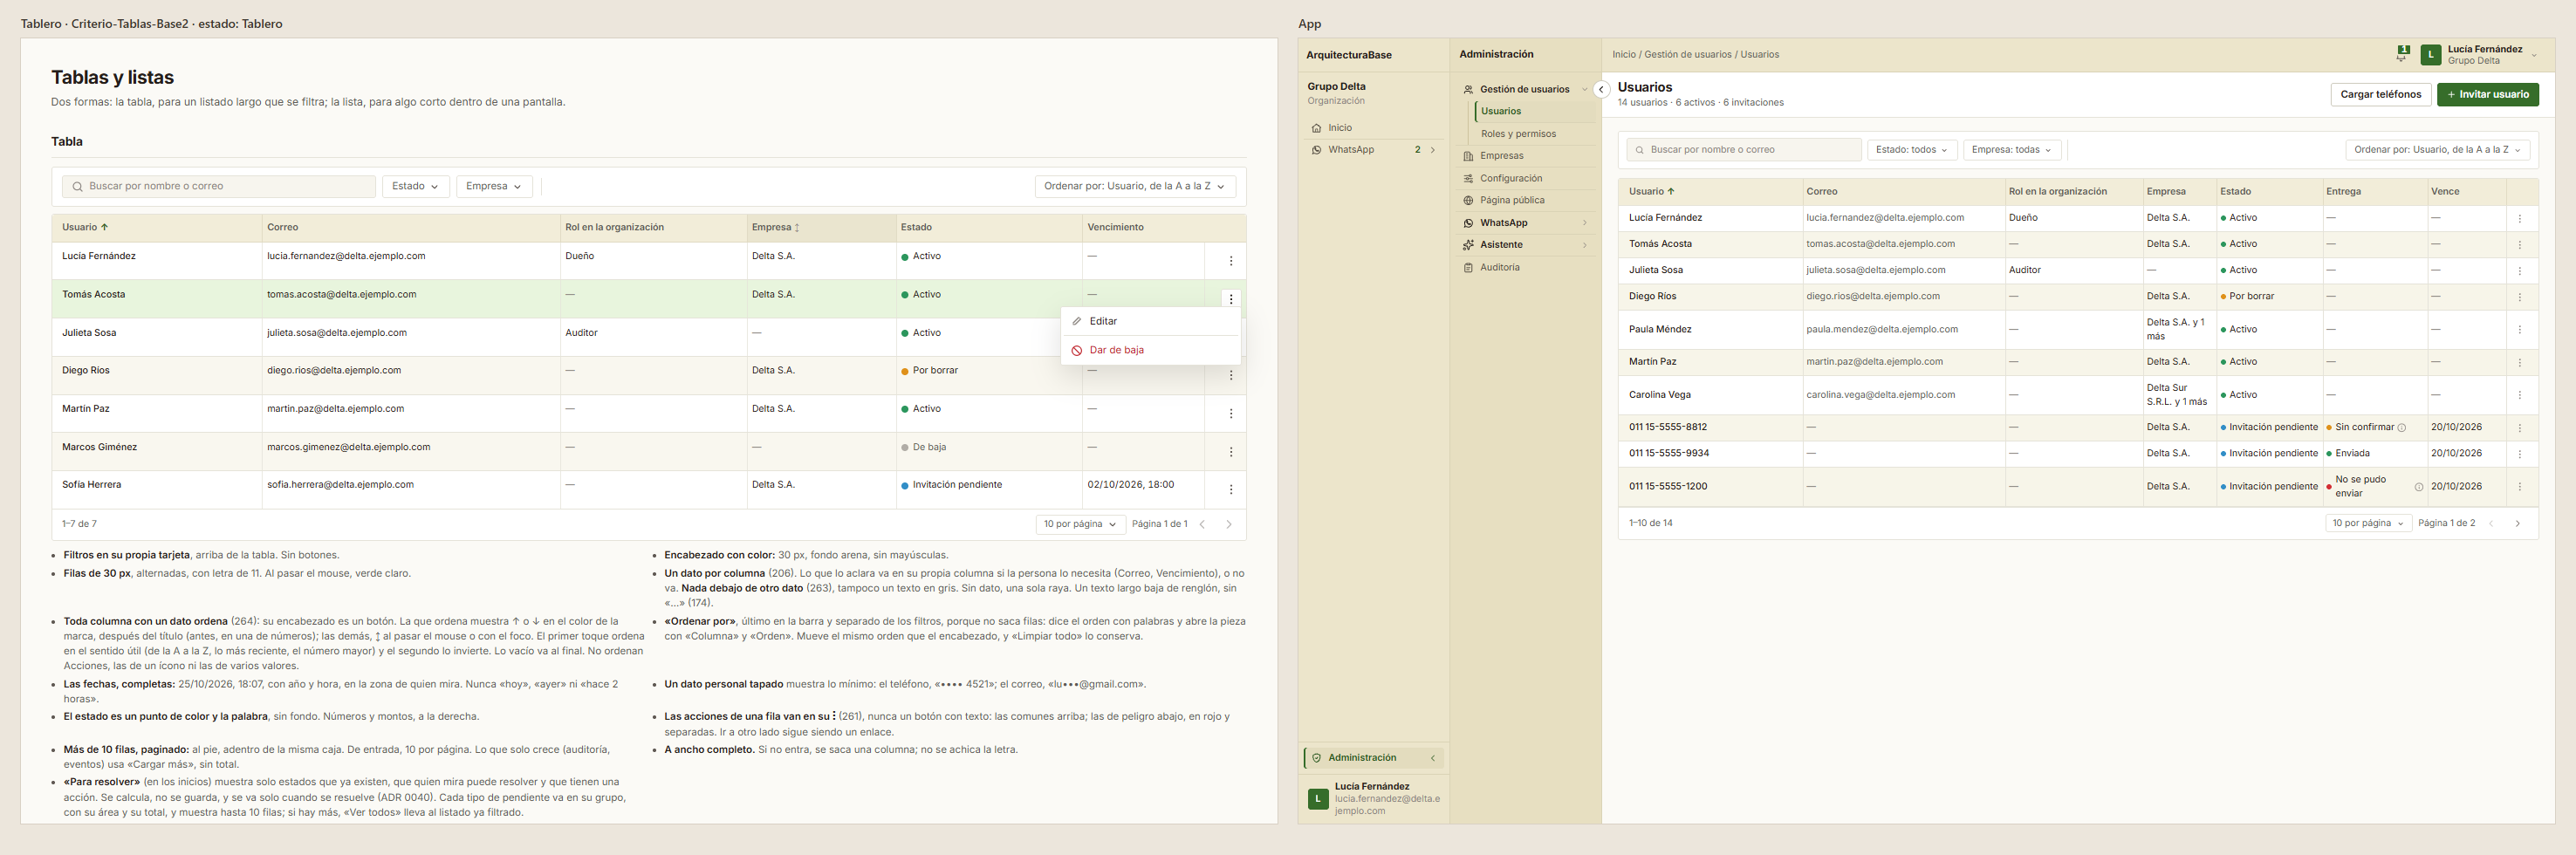 Tablero · Criterio-Tablas-Base2 · estado: Tablero
Tablas y listas
Dos formas: la tabla, para un listado largo que se filtra; la lista, para algo corto dentro de una pantalla.
Tabla
Buscar por nombre o correo
Estado
Empresa
Ordenar por: Usuario, de la A a la Z
Usuario ↑ Correo Rol en la organización Empresa ↕ Estado Vencimiento
Lucía Fernández lucia.fernandez@delta.ejemplo.com Dueño Delta S.A. Activo —
Tomás Acosta tomas.acosta@delta.ejemplo.com — Delta S.A. Activo —
Julieta Sosa julieta.sosa@delta.ejemplo.com Auditor — Activo
Editar
Dar de baja
Diego Ríos diego.rios@delta.ejemplo.com — Delta S.A. Por borrar —
Martín Paz martin.paz@delta.ejemplo.com — Delta S.A. Activo —
Marcos Giménez marcos.gimenez@delta.ejemplo.com — — De baja —
Sofía Herrera sofia.herrera@delta.ejemplo.com — Delta S.A. Invitación pendiente 02/10/2026, 18:00
1–7 de 7
10 por página
Página 1 de 1
• Filtros en su propia tarjeta, arriba de la tabla. Sin botones.
• Encabezado con color: 30 px, fondo arena, sin mayúsculas.
• Filas de 30 px, alternadas, con letra de 11. Al pasar el mouse, verde claro.
• Un dato por columna (206). Lo que lo aclara va en su propia columna si la persona lo necesita (Correo, Vencimiento), o no
va. Nada debajo de otro dato (263), tampoco un texto en gris. Sin dato, una sola raya. Un texto largo baja de renglón, sin
«…» (174).
• Toda columna con un dato ordena (264): su encabezado es un botón. La que ordena muestra ↑ o ↓ en el color de la
marca, después del título (antes, en una de números); las demás, ↕ al pasar el mouse o con el foco. El primer toque ordena
en el sentido útil (de la A a la Z, lo más reciente, el número mayor) y el segundo lo invierte. Lo vacío va al final. No ordenan
Acciones, las de un ícono ni las de varios valores.
• «Ordenar por», último en la barra y separado de los filtros, porque no saca filas: dice el orden con palabras y abre la pieza
con «Columna» y «Orden». Mueve el mismo orden que el encabezado, y «Limpiar todo» lo conserva.
• Las fechas, completas: 25/10/2026, 18:07, con año y hora, en la zona de quien mira. Nunca «hoy», «ayer» ni «hace 2
horas».
• Un dato personal tapado muestra lo mínimo: el teléfono, «•••• 4521»; el correo, «lu•••@gmail.com».
• El estado es un punto de color y la palabra, sin fondo. Números y montos, a la derecha.
• Las acciones de una fila van en su ⋮ (261), nunca un botón con texto: las comunes arriba; las de peligro abajo, en rojo y
separadas. Ir a otro lado sigue siendo un enlace.
• Más de 10 filas, paginado: al pie, adentro de la misma caja. De entrada, 10 por página. Lo que solo crece (auditoría,
eventos) usa «Cargar más», sin total.
• A ancho completo. Si no entra, se saca una columna; no se achica la letra.
• «Para resolver» (en los inicios) muestra solo estados que ya existen, que quien mira puede resolver y que tienen una
acción. Se calcula, no se guarda, y se va solo cuando se resuelve (ADR 0040). Cada tipo de pendiente va en su grupo,
con su área y su total, y muestra hasta 10 filas; si hay más, «Ver todos» lleva al listado ya filtrado.
App
ArquitecturaBase
Grupo Delta
Organización
Inicio
WhatsApp 2
Administración
Lucía Fernández
lucia.fernandez@delta.e
jemplo.com
L
Administración
Gestión de usuarios
Usuarios
Roles y permisos
Empresas
Configuración
Página pública
WhatsApp
Asistente
Auditoría
Inicio / Gestión de usuarios / Usuarios
1
L
Lucía Fernández
Grupo Delta
Usuarios
14 usuarios · 6 activos · 6 invitaciones
Cargar teléfonos
+ Invitar usuario
Buscar por nombre o correo
Estado: todos
Empresa: todas
Ordenar por: Usuario, de la A a la Z
Usuario ↑ Correo Rol en la organización Empresa Estado Entrega Vence
Lucía Fernández lucia.fernandez@delta.ejemplo.com Dueño Delta S.A. Activo — —
Tomás Acosta tomas.acosta@delta.ejemplo.com — Delta S.A. Activo — —
Julieta Sosa julieta.sosa@delta.ejemplo.com Auditor — Activo — —
Diego Ríos diego.rios@delta.ejemplo.com — Delta S.A. Por borrar — —
Paula Méndez paula.mendez@delta.ejemplo.com — Delta S.A. y 1 más Activo — —
Martín Paz martin.paz@delta.ejemplo.com — Delta S.A. Activo — —
Carolina Vega carolina.vega@delta.ejemplo.com — Delta Sur S.R.L. y 1 más Activo — —
011 15-5555-8812 — — Delta S.A. Invitación pendiente Sin confirmar 20/10/2026
011 15-5555-9934 — — Delta S.A. Invitación pendiente Enviada 20/10/2026
011 15-5555-1200 — — Delta S.A. Invitación pendiente No se pudo enviar 20/10/2026
1–10 de 14
10 por página
Página 1 de 2